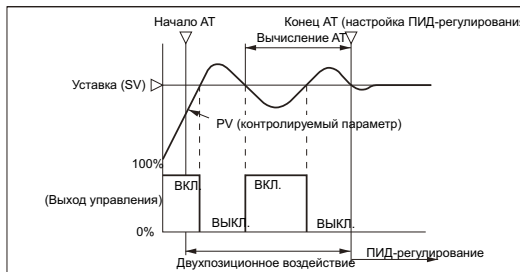 Начало АТ
Конец АТ (настройка ПИД-регулирования
Вычисление АТ
Уставка (SV)
PV (контролируемый параметр)
100%
ВКЛ.
ВКЛ.
(Выход управления)
ВЫКЛ.
ВЫКЛ.
0%
ПИД-регулирование
Двухпозиционное воздействие